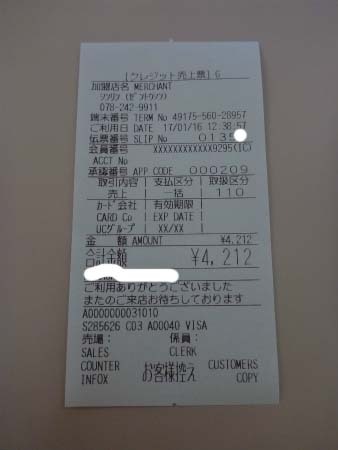 [クレジット売上票] G
加盟店名 MERCHANT
078-242-9911
端末番号 TERM No 49175-560-28957
ご利用日 DATE 17/01/16 12:38:57
伝票番号 SLIP No 0135
会員番号 XXXXXXXXXXXX9295(IC)
ACCT No
承認番号 APP CODE 000209
取引内容 支払区分 取扱区分
売上 一括 110
カード会社 有効期限
CARD Co EXP DATE
UCグループ XX/XX
金 額 AMOUNT ¥4,212
合計金額 ¥4,212
ご利用ありがとうございました
またのご来店お待ちしております
A0000000031010
S285626 CD3 A00040 VISA
売場： 係員：
SALES CLERK
COUNTER お客様控え CUSTOMERS
INFOX COPY